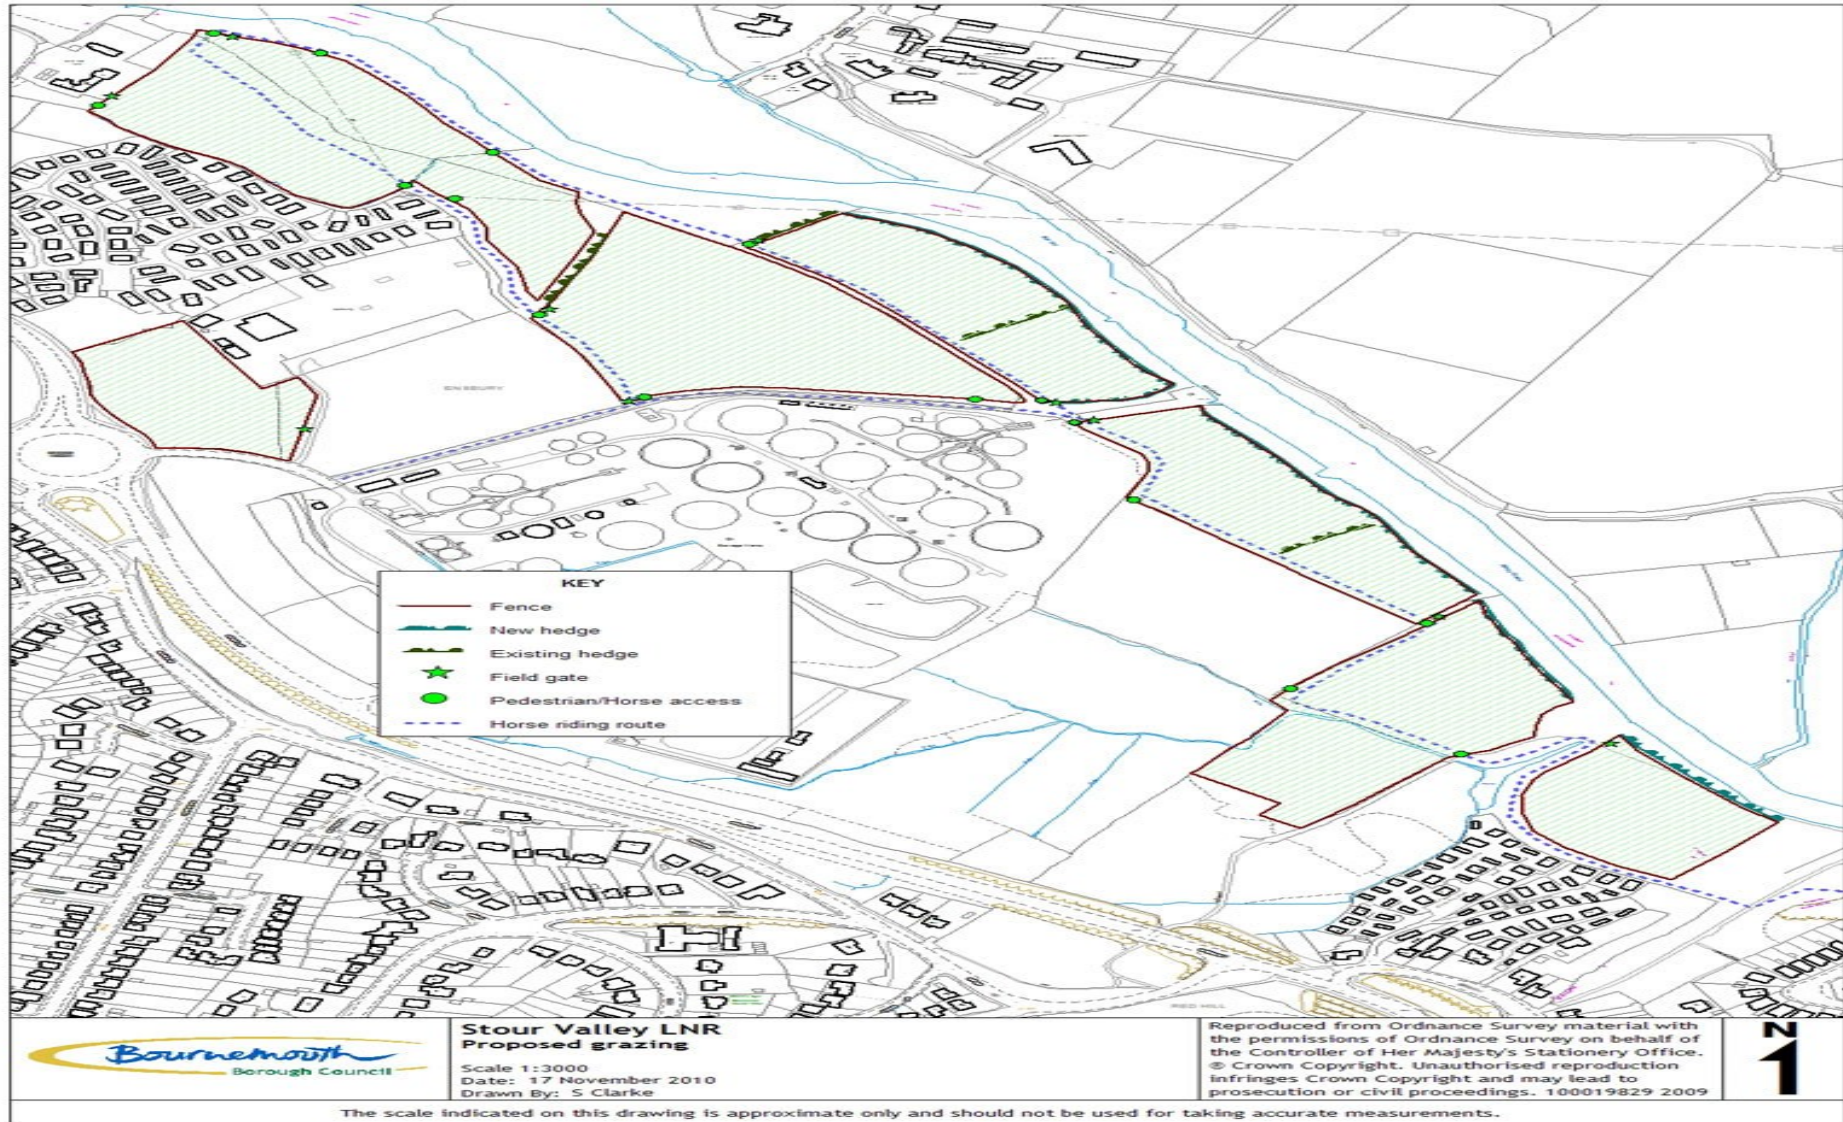 ENSBURY
KEY
Fence
New hedge
Existing hedge
Field gate
Pedestrian/Horse access
Horse riding route
RED HILL
Bournemouth
Borough Council
Stour Valley LNR
Proposed grazing
Scale 1:3000
Date: 17 November 2010
Drawn By: S Clarke
Reproduced from Ordnance Survey material with
the permissions of Ordnance Survey on behalf of
the Controller of Her Majesty's Stationery Office.
© Crown Copyright. Unauthorised reproduction
infringes Crown Copyright and may lead to
prosecution or civil proceedings. 100019829 2009
N
The scale indicated on this drawing is approximate only and should not be used for taking accurate measurements.